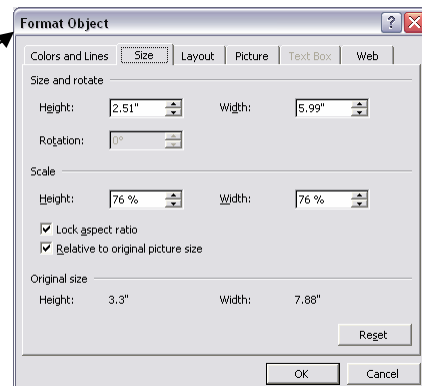 Format Object
Colors and Lines Size Layout Picture Text Box Web
Size and rotate
Height: 2.51" Width: 5.99"
Rotation: 0°
Scale
Height: 76 % Width: 76 %
Lock aspect ratio
Relative to original picture size
Original size
Height: 3.3" Width: 7.88"
Reset
OK Cancel